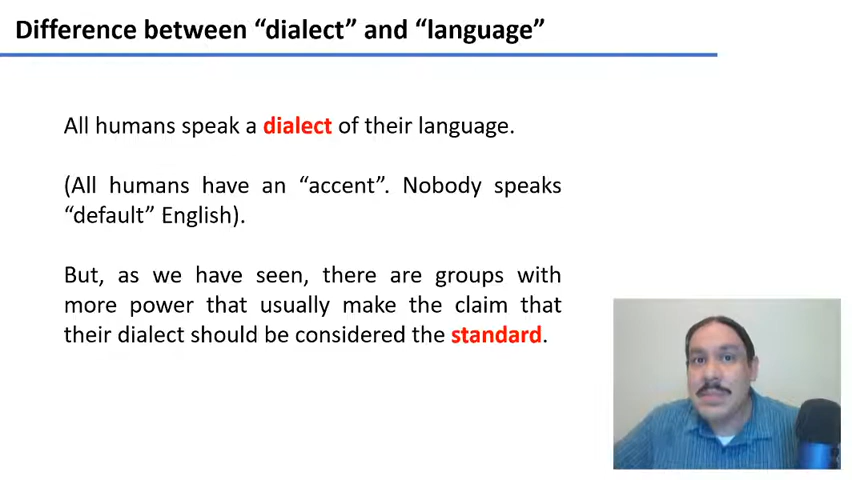 Difference between “dialect” and “language”
All humans speak a dialect of their language.
(All humans have an “accent”. Nobody speaks
“default” English).
But, as we have seen, there are groups with
more power that usually make the claim that
their dialect should be considered the standard.